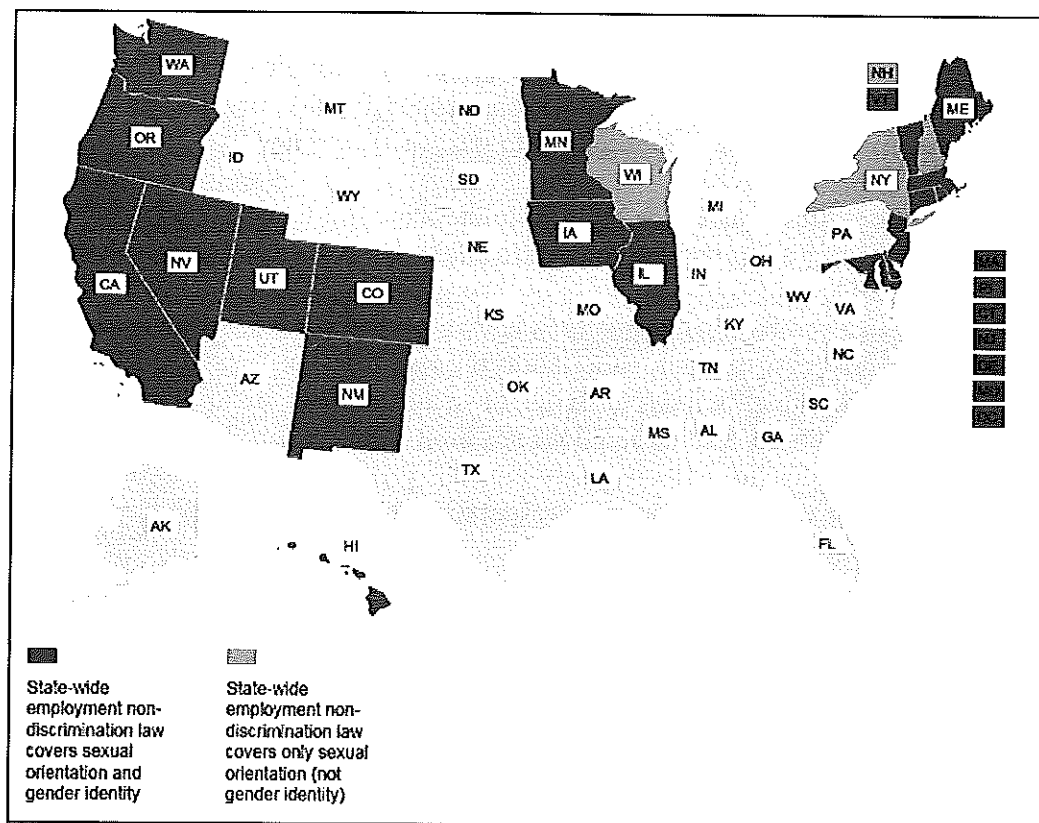 WA
MT
ND
NH
ME
OR
MN
ID
SD
WI
NY
WY
MI
IA
PA
NE
NV
UT
IL
IN
OH
CA
CO
WV
VA
KS
MO
KY
NC
AZ
TN
NM
OK
AR
SC
MS
AL
GA
TX
LA
AK
HI
FL
State-wide
employment non-
discrimination law
covers sexual
orientation and
gender identity
State-wide
employment non-
discrimination law
covers only sexual
orientation (not
gender identity)